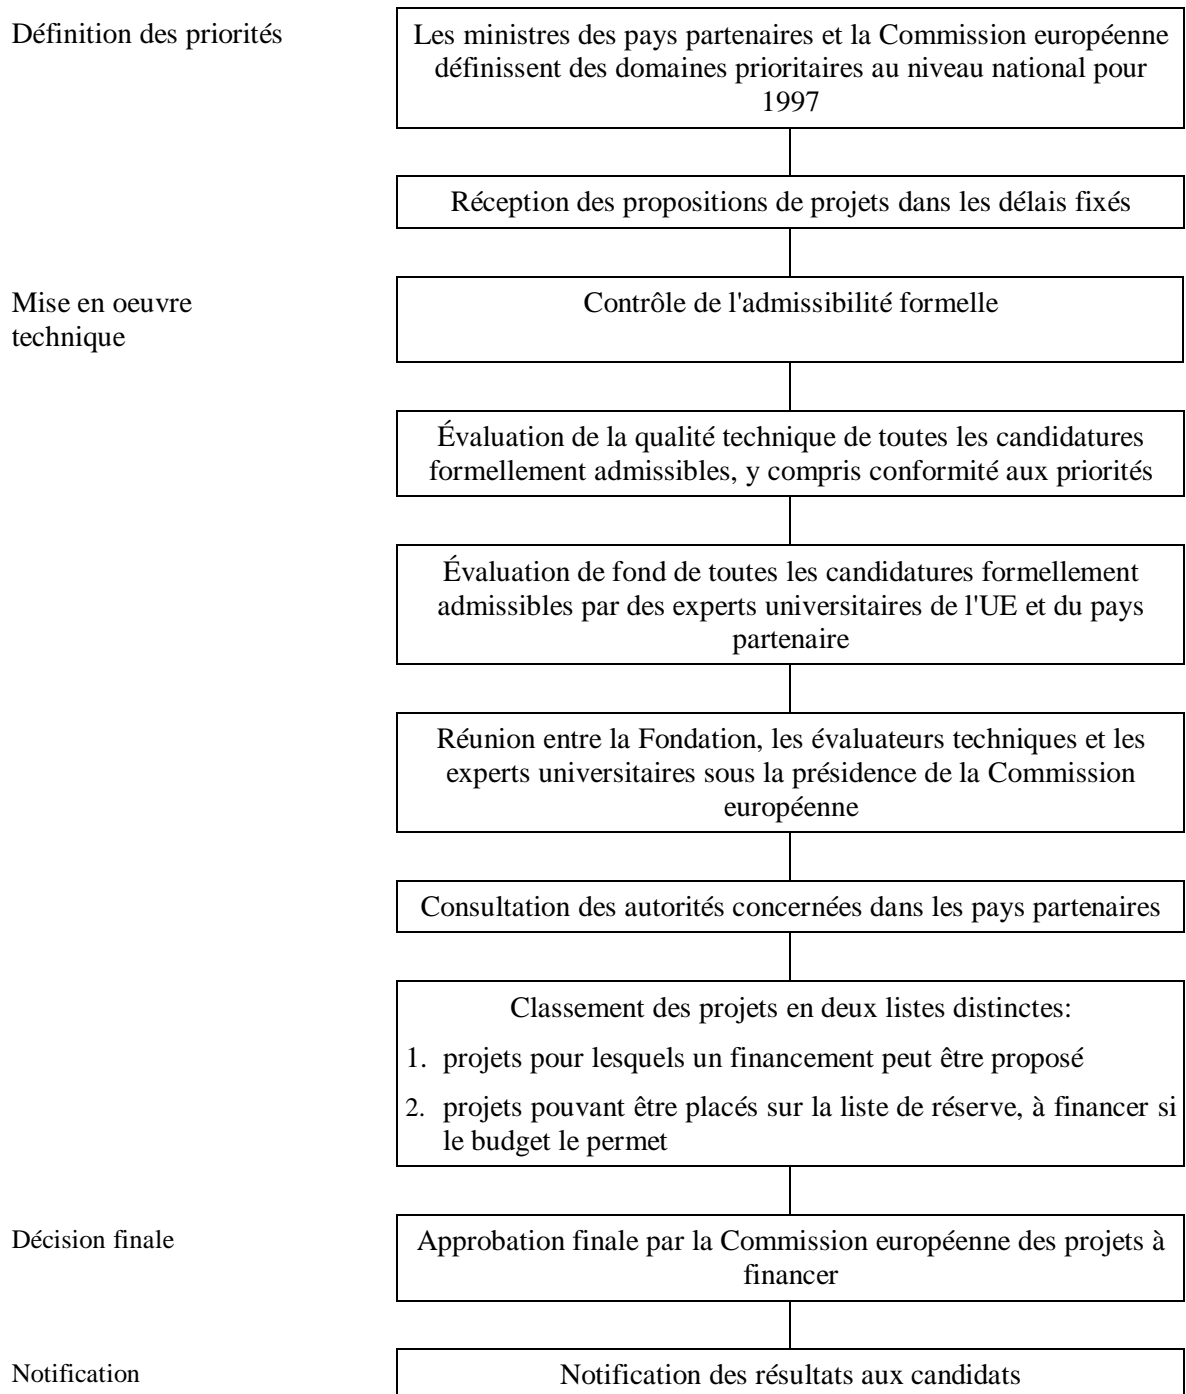 Définition des priorités
Les ministres des pays partenaires et la Commission européenne
définissent des domaines prioritaires au niveau national pour
1997
Réception des propositions de projets dans les délais fixés
Mise en oeuvre
technique
Contrôle de l'admissibilité formelle
Évaluation de la qualité technique de toutes les candidatures
formellement admissibles, y compris conformité aux priorités
Évaluation de fond de toutes les candidatures formellement
admissibles par des experts universitaires de l'UE et du pays
partenaire
Réunion entre la Fondation, les évaluateurs techniques et les
experts universitaires sous la présidence de la Commission
européenne
Consultation des autorités concernées dans les pays partenaires
Classement des projets en deux listes distinctes:
1. projets pour lesquels un financement peut être proposé
2. projets pouvant être placés sur la liste de réserve, à financer si
le budget le permet
Décision finale
Approbation finale par la Commission européenne des projets à
financer
Notification
Notification des résultats aux candidats